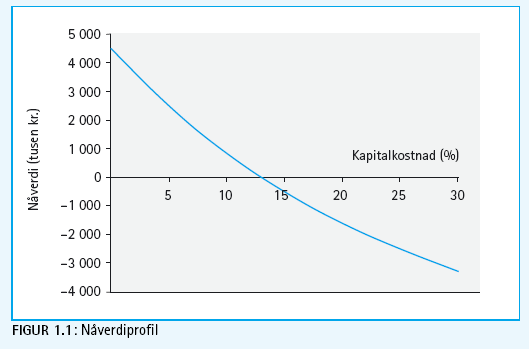 5 000
4 000
3 000
2 000
1 000
0
–1 000
–2 000
–3 000
–4 000
Nåverdi (tusen kr.)
Kapitalkostnad (%)
5 10 15 20 25 30
FIGUR 1.1: Nåverdiprofil